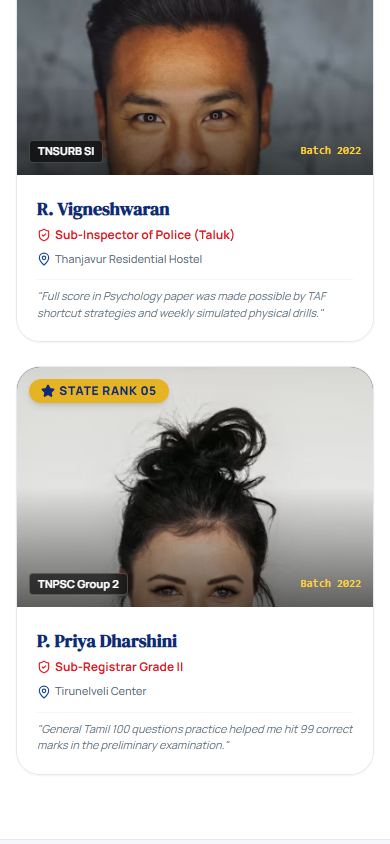 TNSURB SI
Batch 2022
R. Vigneshwaran
Sub-Inspector of Police (Taluk)
Thanjavur Residential Hostel
"Full score in Psychology paper was made possible by TAF
shortcut strategies and weekly simulated physical drills."
STATE RANK 05
TNPSC Group 2
Batch 2022
P. Priya Dharshini
Sub-Registrar Grade II
Tirunelveli Center
"General Tamil 100 questions practice helped me hit 99 correct
marks in the preliminary examination."